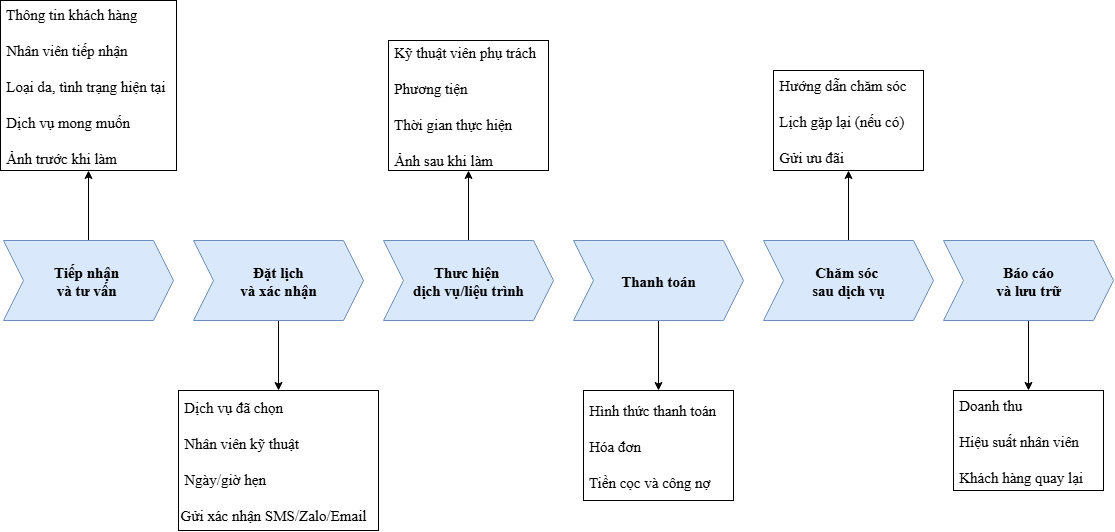 Thông tin khách hàng
Nhân viên tiếp nhận
Loại da, tình trạng hiện tại
Dịch vụ mong muốn
Ảnh trước khi làm
Kỹ thuật viên phụ trách
Phương tiện
Thời gian thực hiện
Ảnh sau khi làm
Hướng dẫn chăm sóc
Lịch gặp lại (nếu có)
Gửi ưu đãi
Tiếp nhận
và tư vấn
Đặt lịch
và xác nhận
Thưc hiện
dịch vụ/liệu trình
Thanh toán
Chăm sóc
sau dịch vụ
Báo cáo
và lưu trữ
Dịch vụ đã chọn
Nhân viên kỹ thuật
Ngày/giờ hẹn
Gửi xác nhận SMS/Zalo/Email
Hình thức thanh toán
Hóa đơn
Tiền cọc và công nợ
Doanh thu
Hiệu suất nhân viên
Khách hàng quay lại